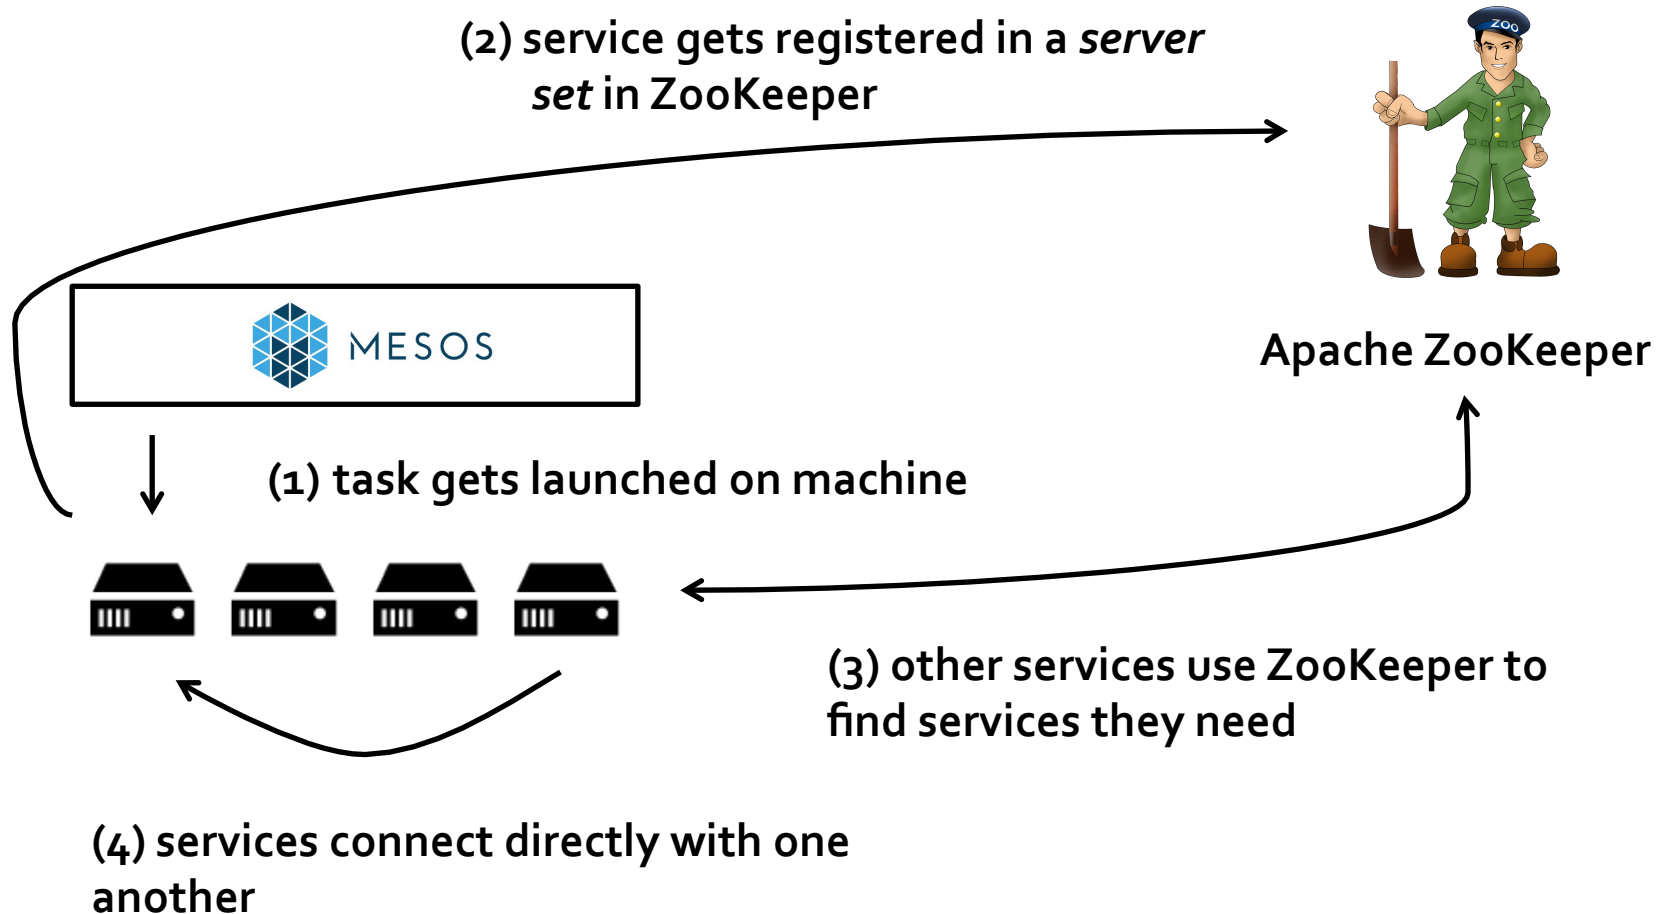 (2) service gets registered in a server
set in ZooKeeper
ZOO
MESOS
Apache ZooKeeper
(1) task gets launched on machine
(3) other services use ZooKeeper to
find services they need
(4) services connect directly with one
another